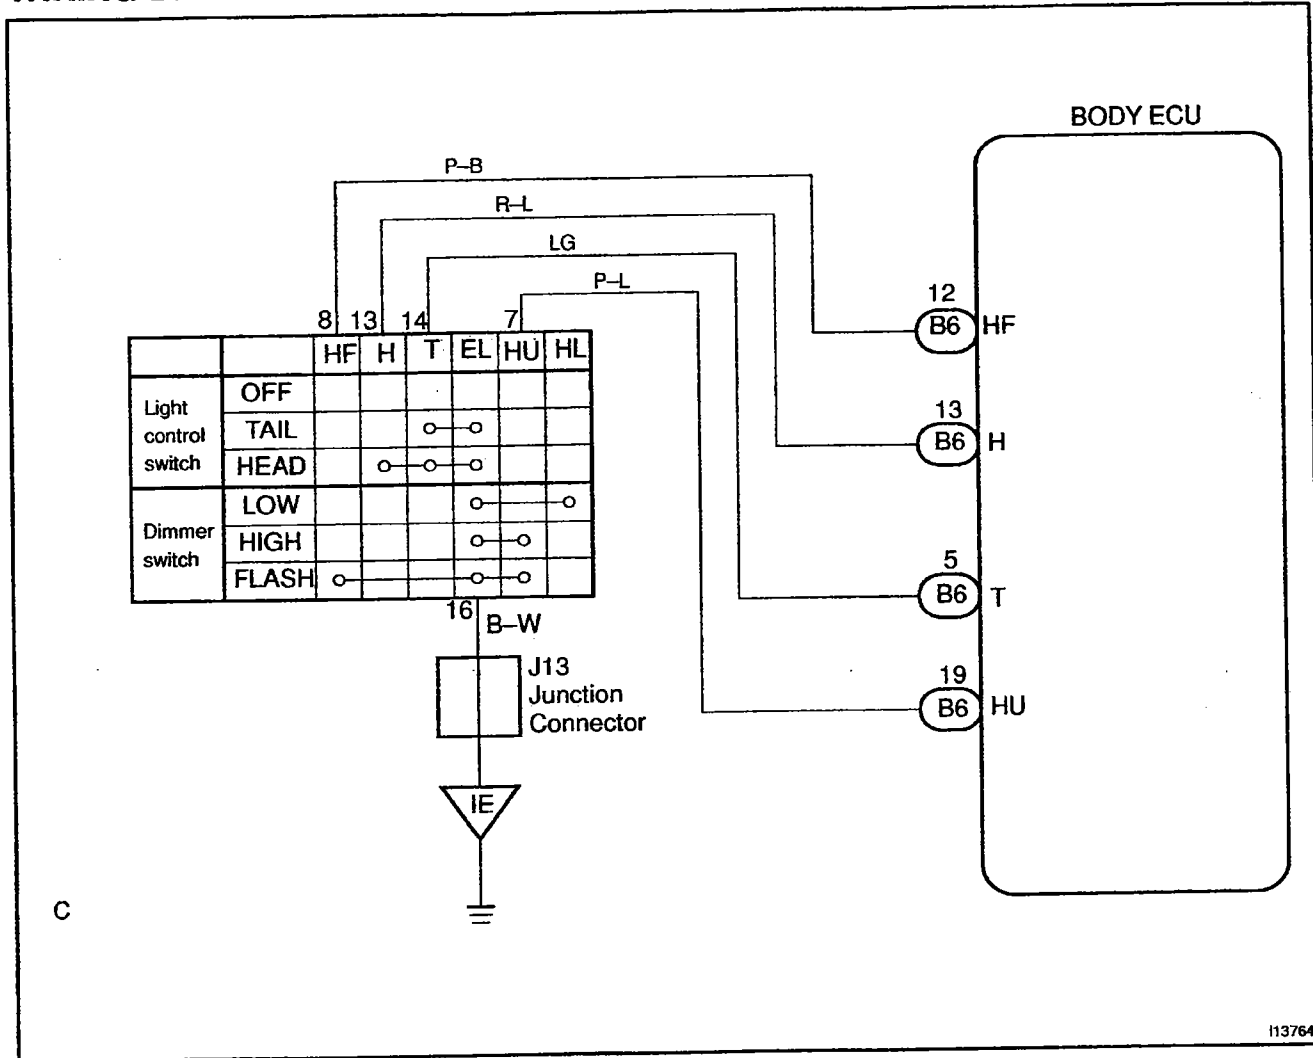 BODY ECU
P–B
R–L
LG
P–L
8 13 14 7
HF H T EL HU HL
Light control switch
OFF
TAIL
HEAD
Dimmer switch
LOW
HIGH
FLASH
16
B–W
J13
Junction
Connector
IE
12
B6 HF
13
B6 H
5
B6 T
19
B6 HU
C
I13764